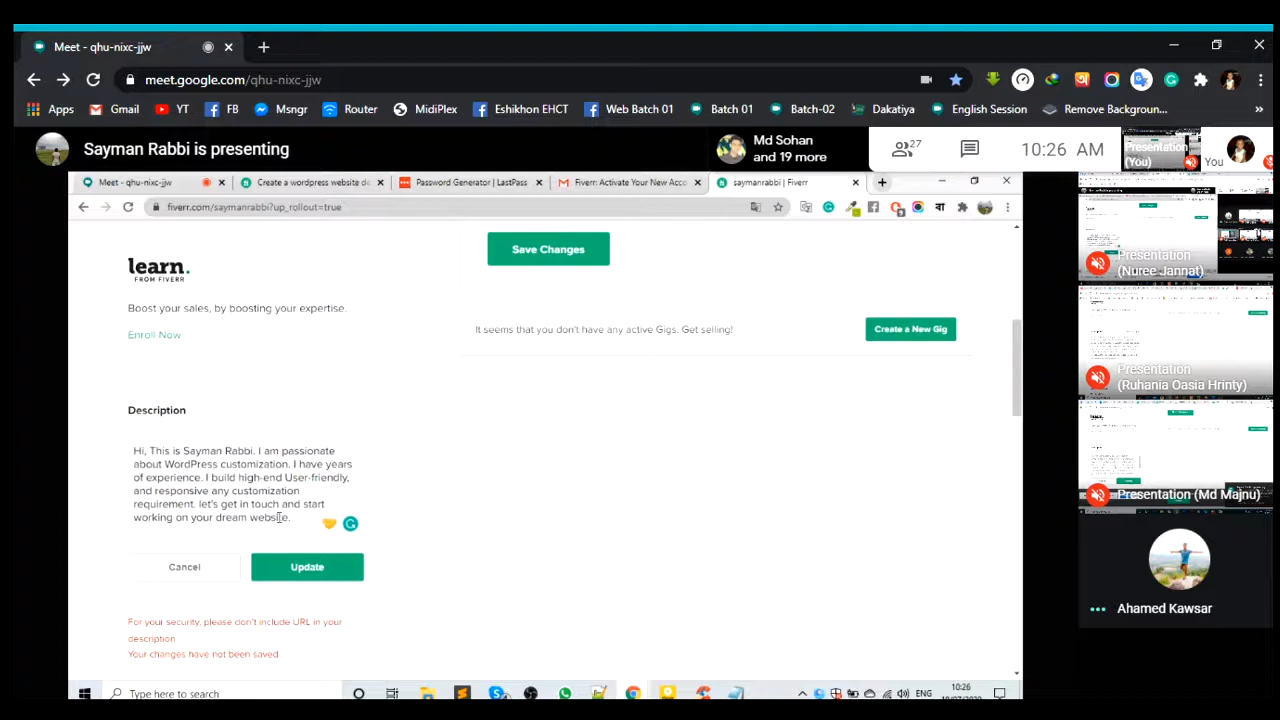 Meet - qhu-nixc-jjw
meet.google.com/qhu-nixc-jjw
Apps
Gmail
YT
FB
Msngr
Router
MidiPlex
Eshikhon EHCT
Web Batch 01
Batch 01
Batch-02
Dakatiya
English Session
Remove Backgroun...
Sayman Rabbi is presenting
Md Sohan
and 19 more
27
10:26 AM
Presentation
(You)
You
Meet - qhu-nixc-jjw
Create a wordpress website de
Password Generator | LastPass
Fiverr: Activate Your New Acco
saymanrabbi | Fiverr
fiverr.com/saymanrabbi?up_rollout=true
বা
Save Changes
learn.
FROM FIVERR
Boost your sales, by boosting your expertise.
Enroll Now
It seems that you don't have any active Gigs. Get selling!
Create a New Gig
Description
Hi, This is Sayman Rabbi. I am passionate
about WordPress customization. I have years
of experience. I build high-end User-friendly,
and responsive any customization
requirement. let's get in touch and start
working on your dream website.
Cancel
Update
For your security, please don't include URL in your
description
Your changes have not been saved
Presentation
(Nuree Jannat)
Presentation
(Ruhania Oasia Hrinty)
Presentation (Md Majnu)
Ahamed Kawsar
Type here to search
ENG
10:26